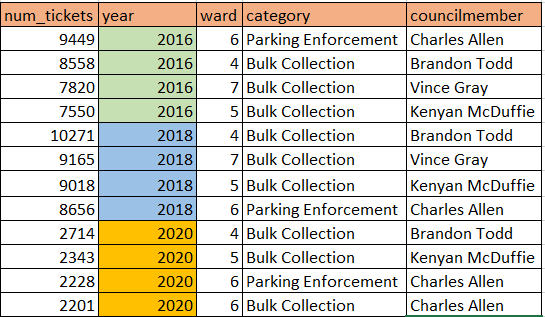 num_tickets year ward category councilmember
9449 2016 6 Parking Enforcement Charles Allen
8558 2016 4 Bulk Collection Brandon Todd
7820 2016 7 Bulk Collection Vince Gray
7550 2016 5 Bulk Collection Kenyan McDuffie
10271 2018 4 Bulk Collection Brandon Todd
9165 2018 7 Bulk Collection Vince Gray
9018 2018 5 Bulk Collection Kenyan McDuffie
8656 2018 6 Parking Enforcement Charles Allen
2714 2020 4 Bulk Collection Brandon Todd
2343 2020 5 Bulk Collection Kenyan McDuffie
2228 2020 6 Parking Enforcement Charles Allen
2201 2020 6 Bulk Collection Charles Allen